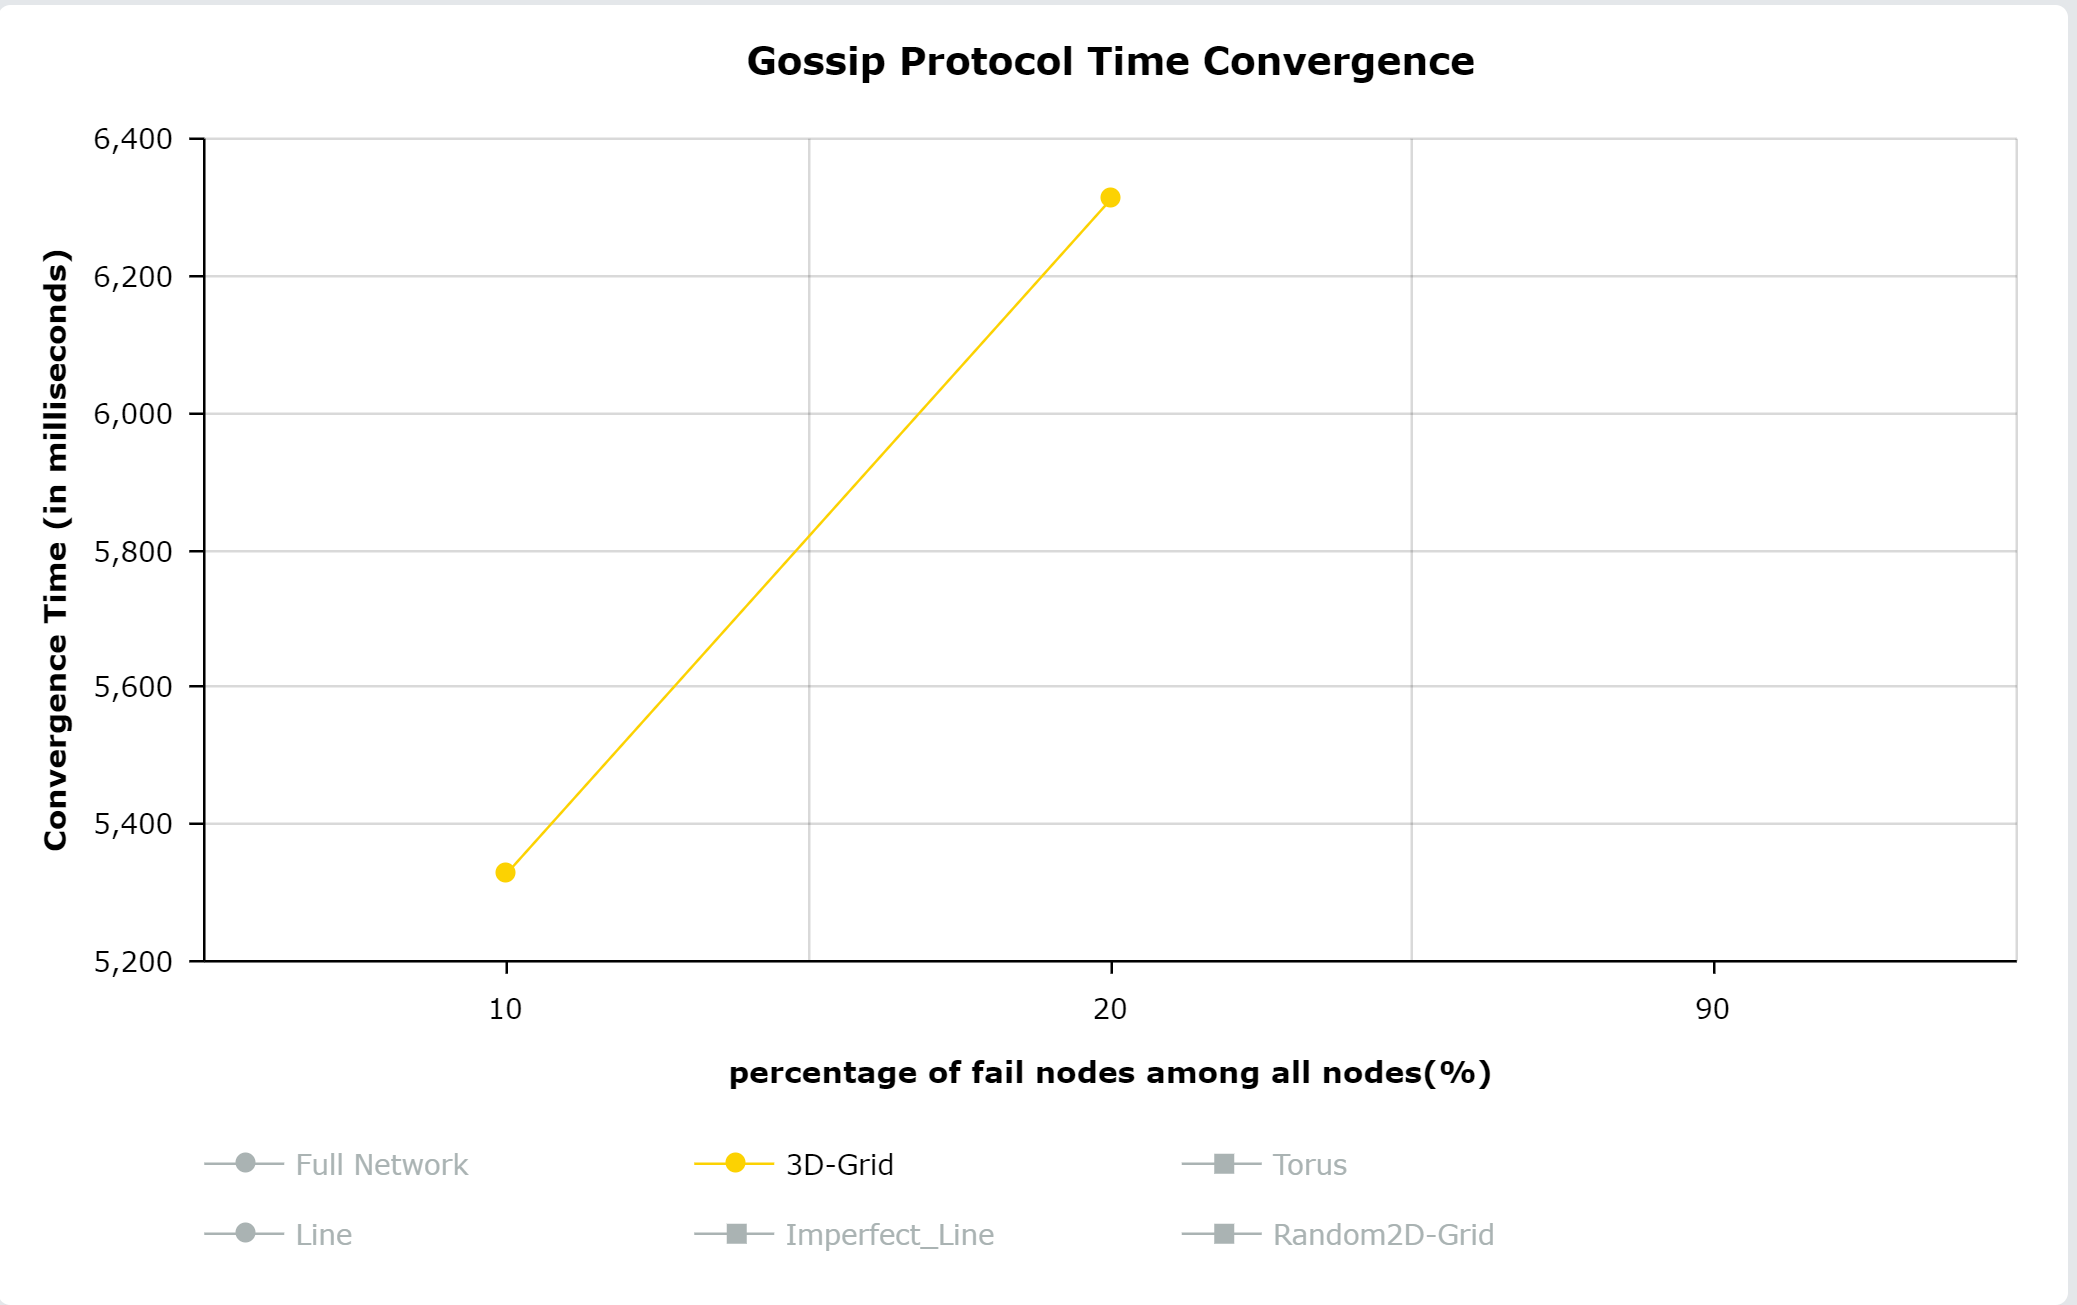 Gossip Protocol Time Convergence
Convergence Time (in milliseconds)
6,400
6,200
6,000
5,800
5,600
5,400
5,200
10 20 90
percentage of fail nodes among all nodes(%)
Full Network 3D-Grid Torus
Line Imperfect_Line Random2D-Grid